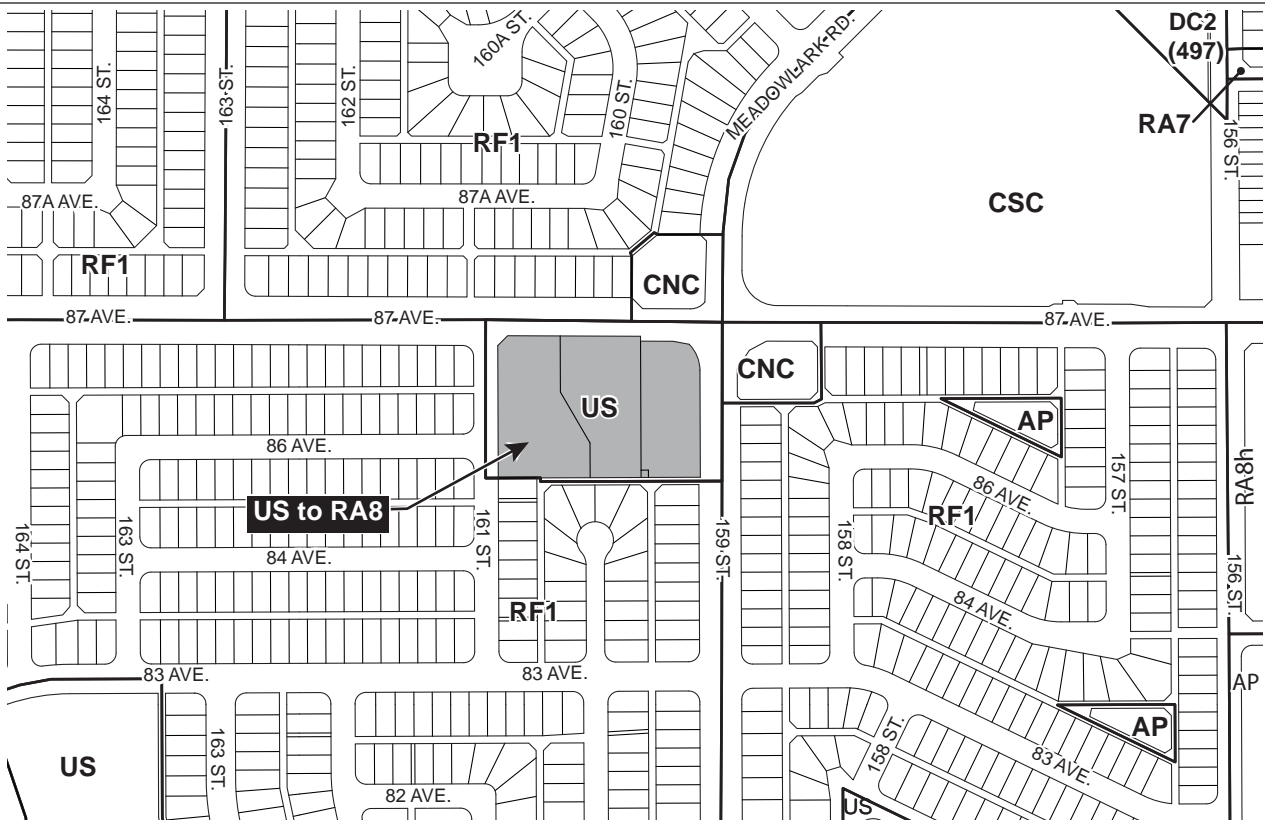 160A ST.
MEADOWLARK RD.
DC2
(497)
164 ST.
163 ST.
162 ST.
160 ST.
RF1
RA7
156 ST.
87A AVE.
87A AVE.
CSC
RF1
CNC
87 AVE.
87 AVE.
87 AVE.
CNC
US
AP
86 AVE.
157 ST.
RA8h
86 AVE.
US to RA8
RF1
164 ST.
163 ST.
161 ST.
159 ST.
158 ST.
84 AVE.
156 ST.
84 AVE.
RF1
83 AVE.
83 AVE.
AP
AP
163 ST.
158 ST.
83 AVE.
US
82 AVE.
US